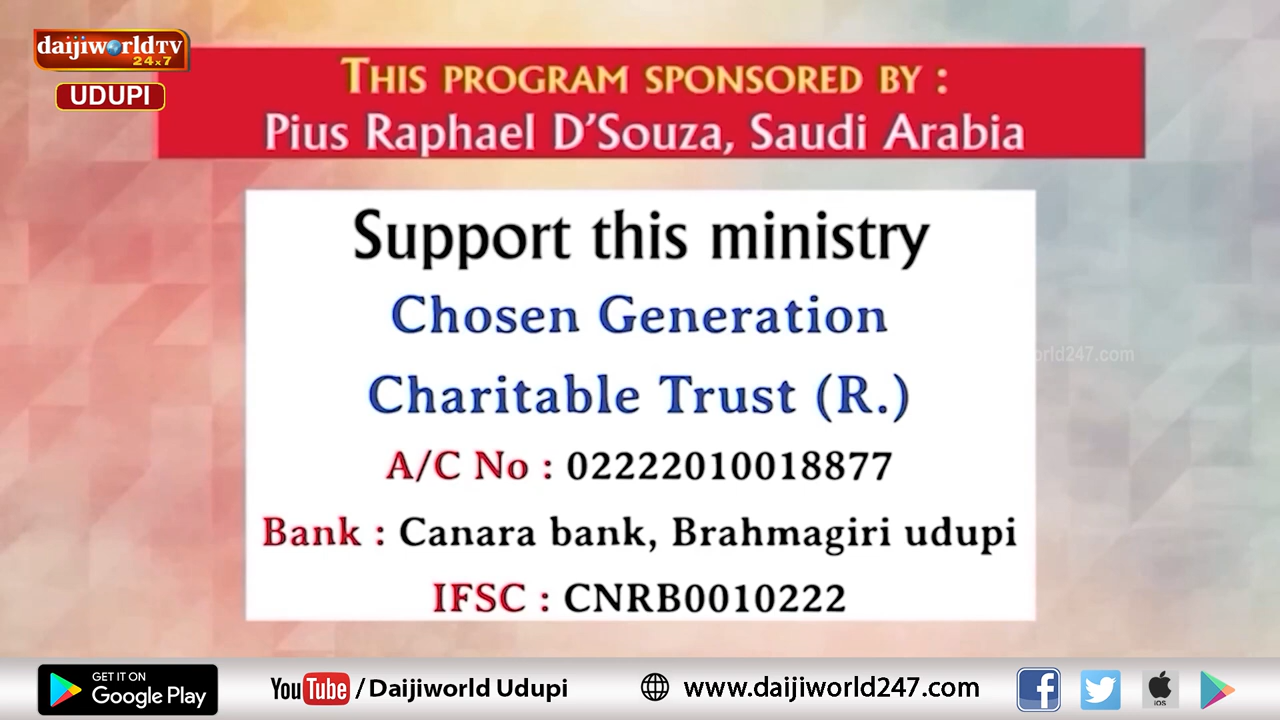 daijiworldTV
24x7
UDUPI
THIS PROGRAM SPONSORED BY :
Pius Raphael D'Souza, Saudi Arabia
Support this ministry
Chosen Generation
Charitable Trust (R.)
A/C No : 02222010018877
Bank : Canara bank, Brahmagiri udupi
IFSC : CNRB0010222
GET IT ON
Google Play
YouTube /Daijiworld Udupi
www.daijiworld247.com
iOS